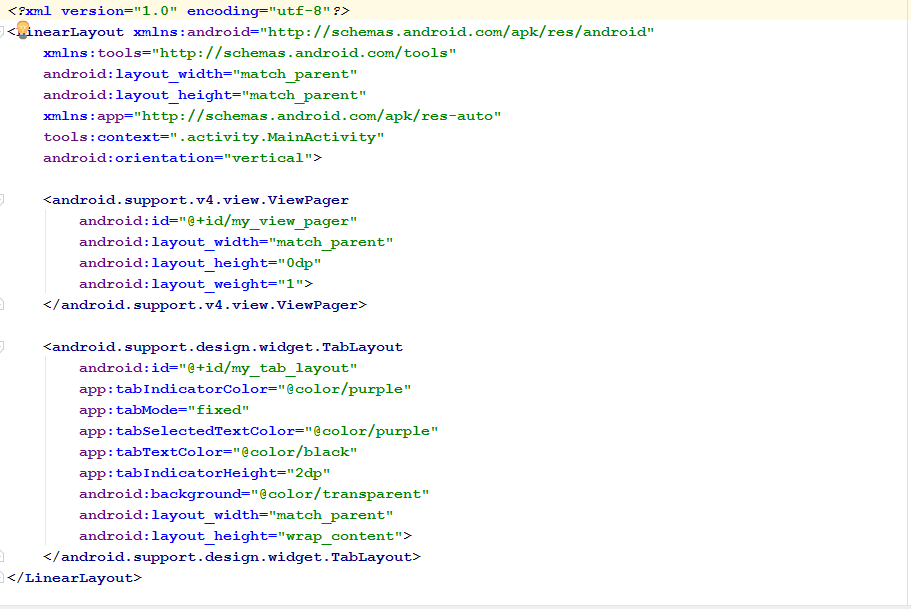 <?xml version="1.0" encoding="utf-8"?>
<LinearLayout xmlns:android="http://schemas.android.com/apk/res/android"
    xmlns:tools="http://schemas.android.com/tools"
    android:layout_width="match_parent"
    android:layout_height="match_parent"
    xmlns:app="http://schemas.android.com/apk/res-auto"
    tools:context=".activity.MainActivity"
    android:orientation="vertical">

    <android.support.v4.view.ViewPager
        android:id="@+id/my_view_pager"
        android:layout_width="match_parent"
        android:layout_height="0dp"
        android:layout_weight="1">
    </android.support.v4.view.ViewPager>

    <android.support.design.widget.TabLayout
        android:id="@+id/my_tab_layout"
        app:tabIndicatorColor="@color/purple"
        app:tabMode="fixed"
        app:tabSelectedTextColor="@color/purple"
        app:tabTextColor="@color/black"
        app:tabIndicatorHeight="2dp"
        android:background="@color/transparent"
        android:layout_width="match_parent"
        android:layout_height="wrap_content">
    </android.support.design.widget.TabLayout>
</LinearLayout>